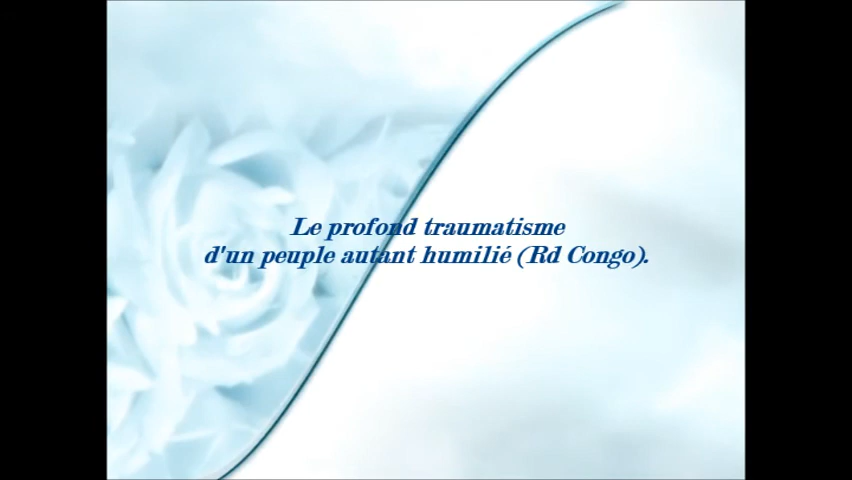 Le profond traumatisme
d'un peuple autant humilié (Rd Congo).